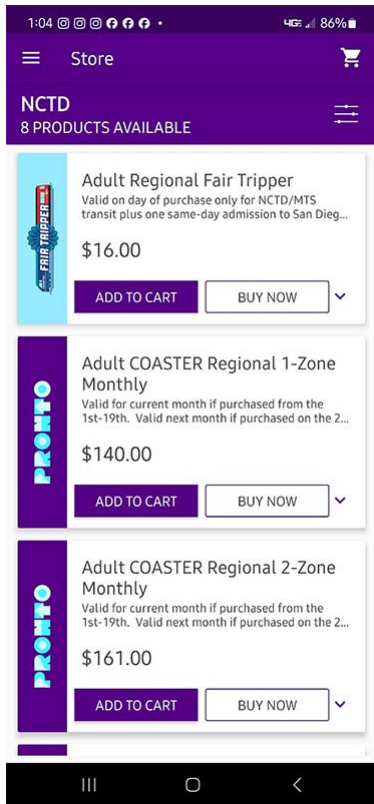 1:04 4GE 86%
Store
NCTD
8 PRODUCTS AVAILABLE
FAIR TRIPPER
Adult Regional Fair Tripper
Valid on day of purchase only for NCTD/MTS
transit plus one same-day admission to San Dieg...
$16.00
ADD TO CART BUY NOW
PRONTO
Adult COASTER Regional 1-Zone
Monthly
Valid for current month if purchased from the
1st-19th. Valid next month if purchased on the 2...
$140.00
ADD TO CART BUY NOW
PRONTO
Adult COASTER Regional 2-Zone
Monthly
Valid for current month if purchased from the
1st-19th. Valid next month if purchased on the 2...
$161.00
ADD TO CART BUY NOW